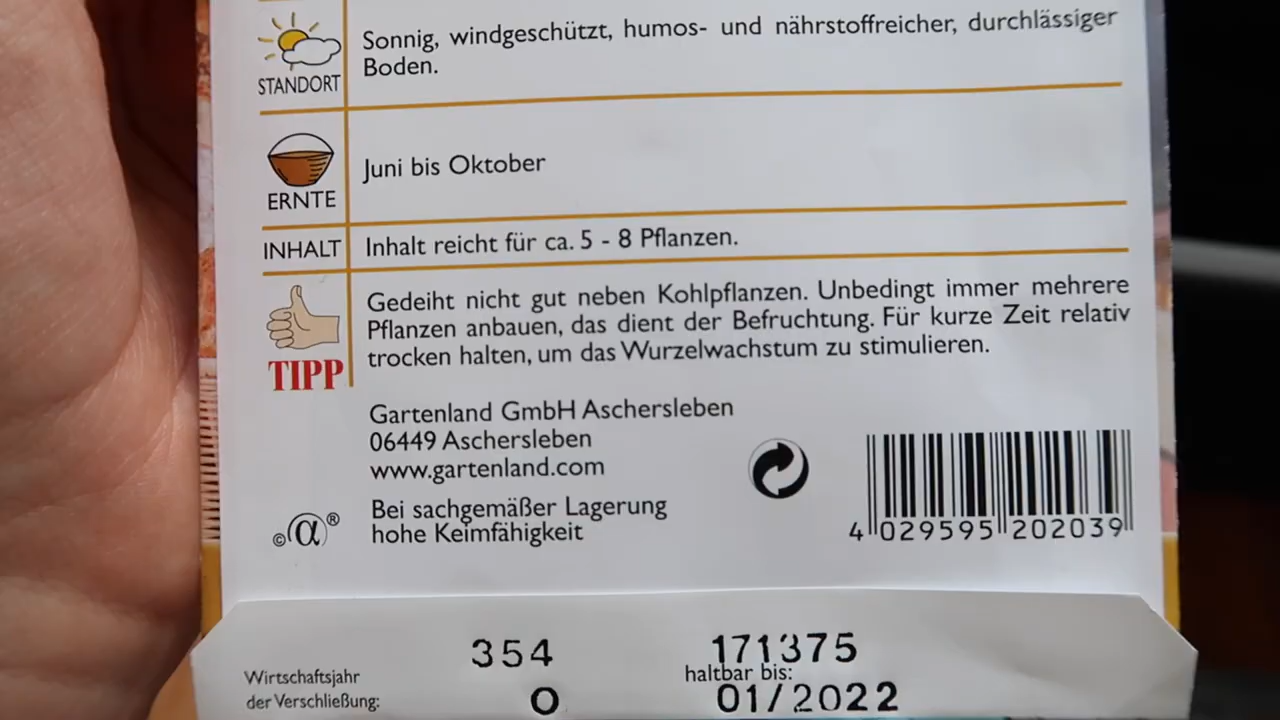 STANDORT
Sonnig, windgeschützt, humos- und nährstoffreicher, durchlässiger
Boden.
ERNTE
Juni bis Oktober
INHALT
Inhalt reicht für ca. 5 - 8 Pflanzen.
TIPP
Gedeiht nicht gut neben Kohlpflanzen. Unbedingt immer mehrere
Pflanzen anbauen, das dient der Befruchtung. Für kurze Zeit relativ
trocken halten, um das Wurzelwachstum zu stimulieren.
Gartenland GmbH Aschersleben
06449 Aschersleben
www.gartenland.com
©α®
Bei sachgemäßer Lagerung
hohe Keimfähigkeit
4 029595 202039
354
171375
Wirtschaftsjahr
der Verschließung:
O
haltbar bis:
01/2022